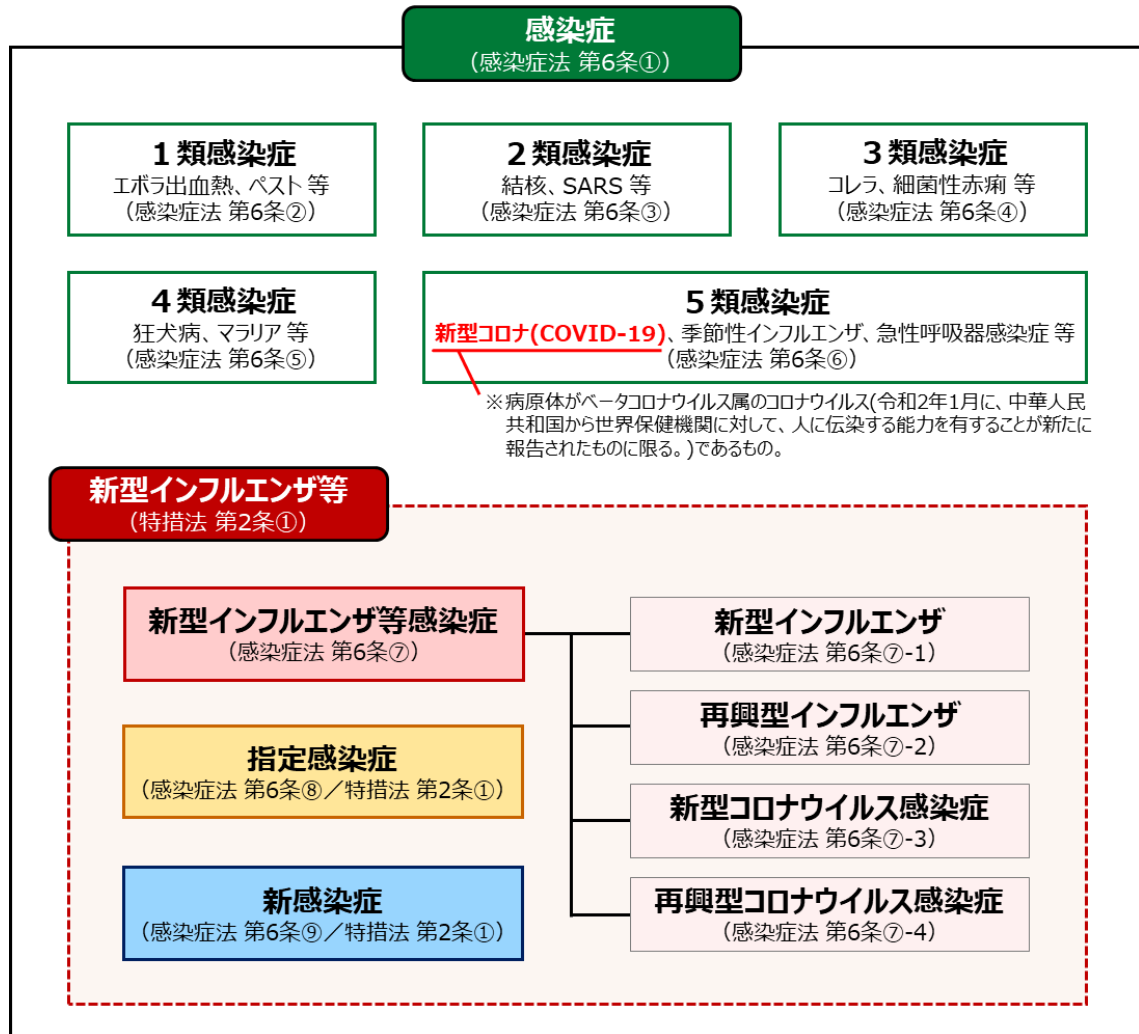 感染症
(感染症法 第6条①)
1類感染症
エボラ出血熱、ペスト 等
(感染症法 第6条②)
2類感染症
結核、SARS 等
(感染症法 第6条③)
3類感染症
コレラ、細菌性赤痢 等
(感染症法 第6条④)
4類感染症
狂犬病、マラリア 等
(感染症法 第6条⑤)
5類感染症
新型コロナ(COVID-19)、季節性インフルエンザ、急性呼吸器感染症 等
(感染症法 第6条⑥)
※病原体がベータコロナウイルス属のコロナウイルス(令和2年1月に、中華人民
共和国から世界保健機関に対して、人に伝染する能力を有することが新たに
報告されたものに限る。)であるもの。
新型インフルエンザ等
(特措法 第2条①)
新型インフルエンザ等感染症
(感染症法 第6条⑦)
指定感染症
(感染症法 第6条⑧/特措法 第2条①)
新感染症
(感染症法 第6条⑨/特措法 第2条①)
新型インフルエンザ
(感染症法 第6条⑦-1)
再興型インフルエンザ
(感染症法 第6条⑦-2)
新型コロナウイルス感染症
(感染症法 第6条⑦-3)
再興型コロナウイルス感染症
(感染症法 第6条⑦-4)